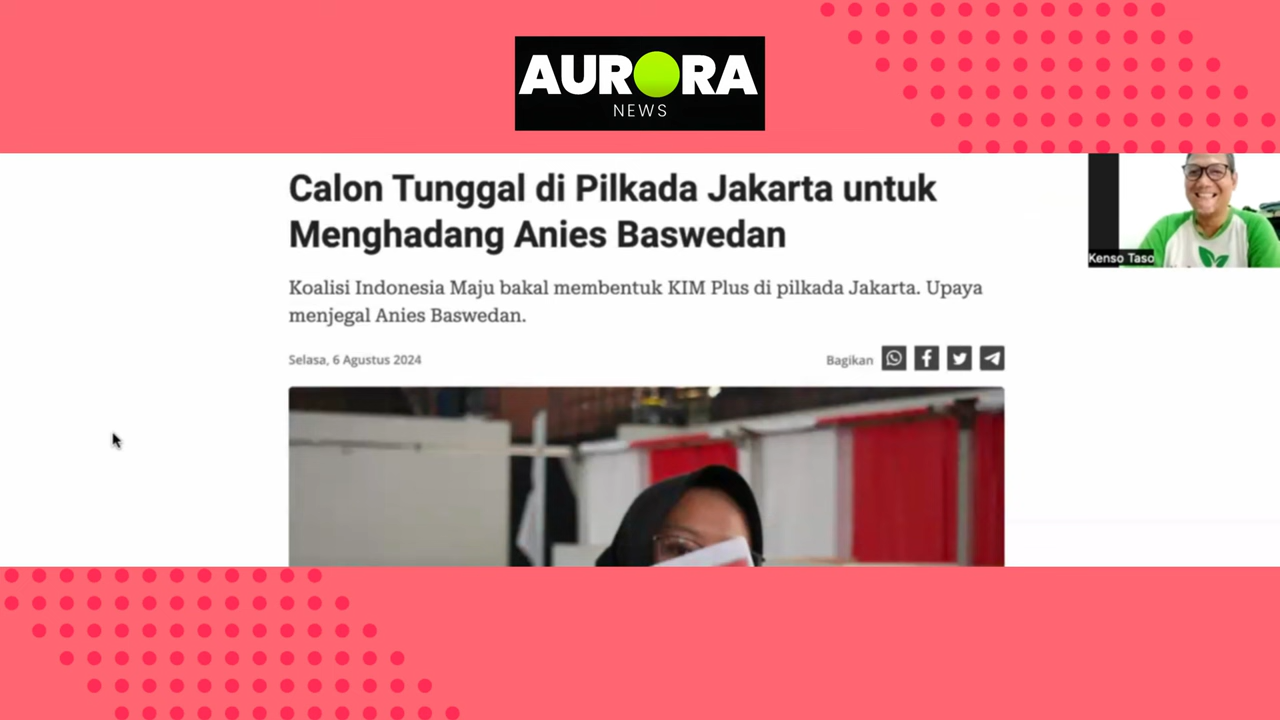 AURORA
NEWS
Calon Tunggal di Pilkada Jakarta untuk
Menghadang Anies Baswedan
Kenso Taso
Koalisi Indonesia Maju bakal membentuk KIM Plus di pilkada Jakarta. Upaya
menjegal Anies Baswedan.
Selasa, 6 Agustus 2024
Bagikan